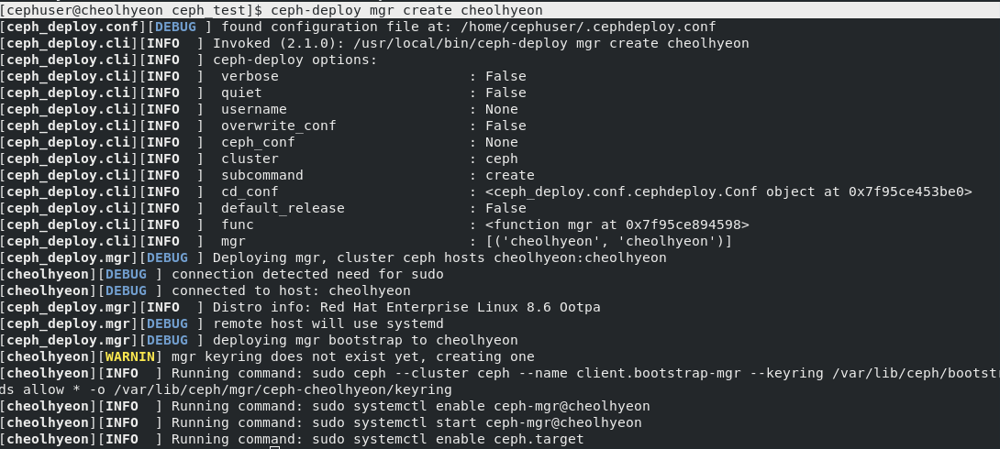 [cephuser@cheolhyeon ceph_test]$ ceph-deploy mgr create cheolhyeon
[ceph_deploy.conf][DEBUG ] found configuration file at: /home/cephuser/.cephdeploy.conf
[ceph_deploy.cli][INFO  ] Invoked (2.1.0): /usr/local/bin/ceph-deploy mgr create cheolhyeon
[ceph_deploy.cli][INFO  ] ceph-deploy options:
[ceph_deploy.cli][INFO  ]  verbose                       : False
[ceph_deploy.cli][INFO  ]  quiet                         : False
[ceph_deploy.cli][INFO  ]  username                      : None
[ceph_deploy.cli][INFO  ]  overwrite_conf                : False
[ceph_deploy.cli][INFO  ]  ceph_conf                     : None
[ceph_deploy.cli][INFO  ]  cluster                       : ceph
[ceph_deploy.cli][INFO  ]  subcommand                    : create
[ceph_deploy.cli][INFO  ]  cd_conf                       : <ceph_deploy.conf.cephdeploy.Conf object at 0x7f95ce453be0>
[ceph_deploy.cli][INFO  ]  default_release               : False
[ceph_deploy.cli][INFO  ]  func                          : <function mgr at 0x7f95ce894598>
[ceph_deploy.cli][INFO  ]  mgr                           : [('cheolhyeon', 'cheolhyeon')]
[ceph_deploy.mgr][DEBUG ] Deploying mgr, cluster ceph hosts cheolhyeon:cheolhyeon
[cheolhyeon][DEBUG ] connection detected need for sudo
[cheolhyeon][DEBUG ] connected to host: cheolhyeon
[ceph_deploy.mgr][INFO  ] Distro info: Red Hat Enterprise Linux 8.6 Ootpa
[ceph_deploy.mgr][DEBUG ] remote host will use systemd
[ceph_deploy.mgr][DEBUG ] deploying mgr bootstrap to cheolhyeon
[cheolhyeon][WARNIN] mgr keyring does not exist yet, creating one
[cheolhyeon][INFO  ] Running command: sudo ceph --cluster ceph --name client.bootstrap-mgr --keyring /var/lib/ceph/bootstr
ds allow * -o /var/lib/ceph/mgr/ceph-cheolhyeon/keyring
[cheolhyeon][INFO  ] Running command: sudo systemctl enable ceph-mgr@cheolhyeon
[cheolhyeon][INFO  ] Running command: sudo systemctl start ceph-mgr@cheolhyeon
[cheolhyeon][INFO  ] Running command: sudo systemctl enable ceph.target